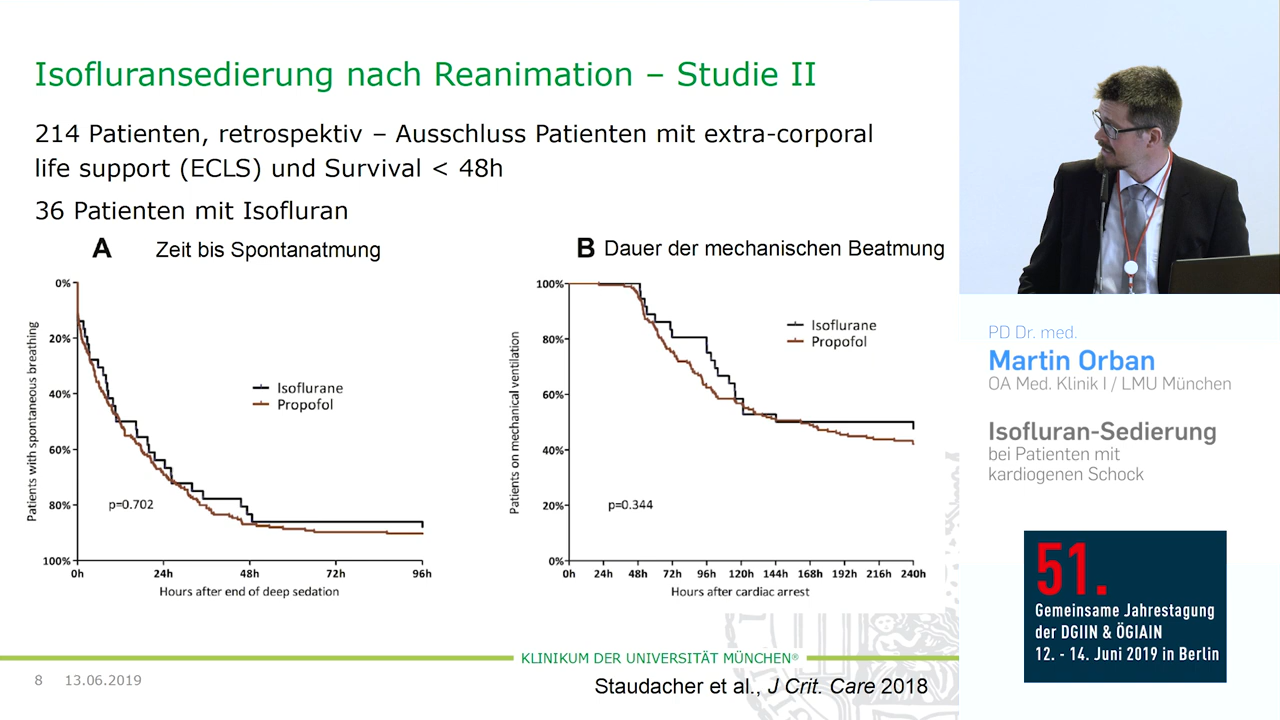 Isofluransedierung nach Reanimation – Studie II
214 Patienten, retrospektiv – Ausschluss Patienten mit extra-corporal
life support (ECLS) und Survival < 48h
36 Patienten mit Isofluran
A Zeit bis Spontanatmung
Patients with spontaneous breathing
0%
20%
40%
60%
80%
100%
Isoflurane
Propofol
p=0.702
0h 24h 48h 72h 96h
Hours after end of deep sedation
B Dauer der mechanischen Beatmung
Patients on mechanical ventilation
100%
80%
60%
40%
20%
0%
Isoflurane
Propofol
p=0.344
0h 24h 48h 72h 96h 120h 144h 168h 192h 216h 240h
Hours after cardiac arrest
KLINIKUM DER UNIVERSITÄT MÜNCHEN®
8 13.06.2019
Staudacher et al., J Crit. Care 2018
PD Dr. med.
Martin Orban
OA Med. Klinik I / LMU München
Isofluran-Sedierung
bei Patienten mit
kardiogenen Schock
51.
Gemeinsame Jahrestagung
der DGIIN & ÖGIAIN
12. - 14. Juni 2019 in Berlin